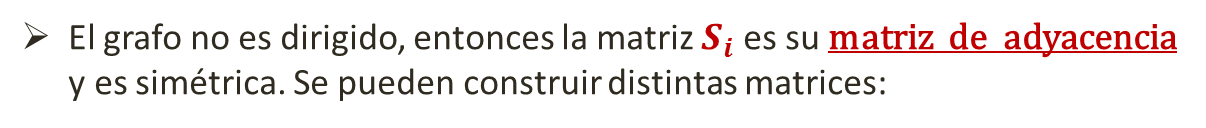 ➢ El grafo no es dirigido, entonces la matriz S_i es su matriz de adyacencia
y es simétrica. Se pueden construir distintas matrices: